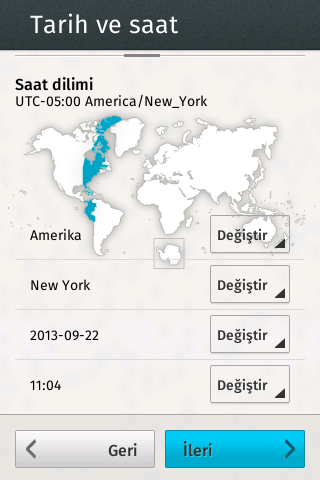 Tarih ve saat
Saat dilimi
UTC-05:00 America/New_York
Amerika Değiştir
New York Değiştir
2013-09-22 Değiştir
11:04 Değiştir
Geri İleri